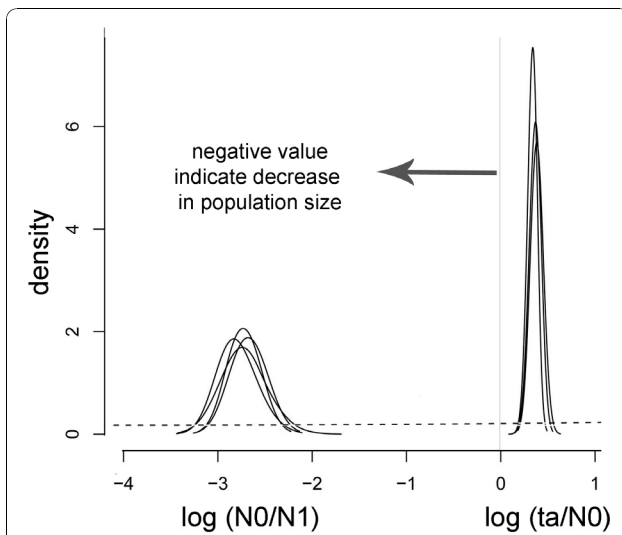 negative value
indicate decrease
in population size
density
6
4
2
0
−4 −3 −2 −1 0 1
log (N0/N1) log (ta/N0)